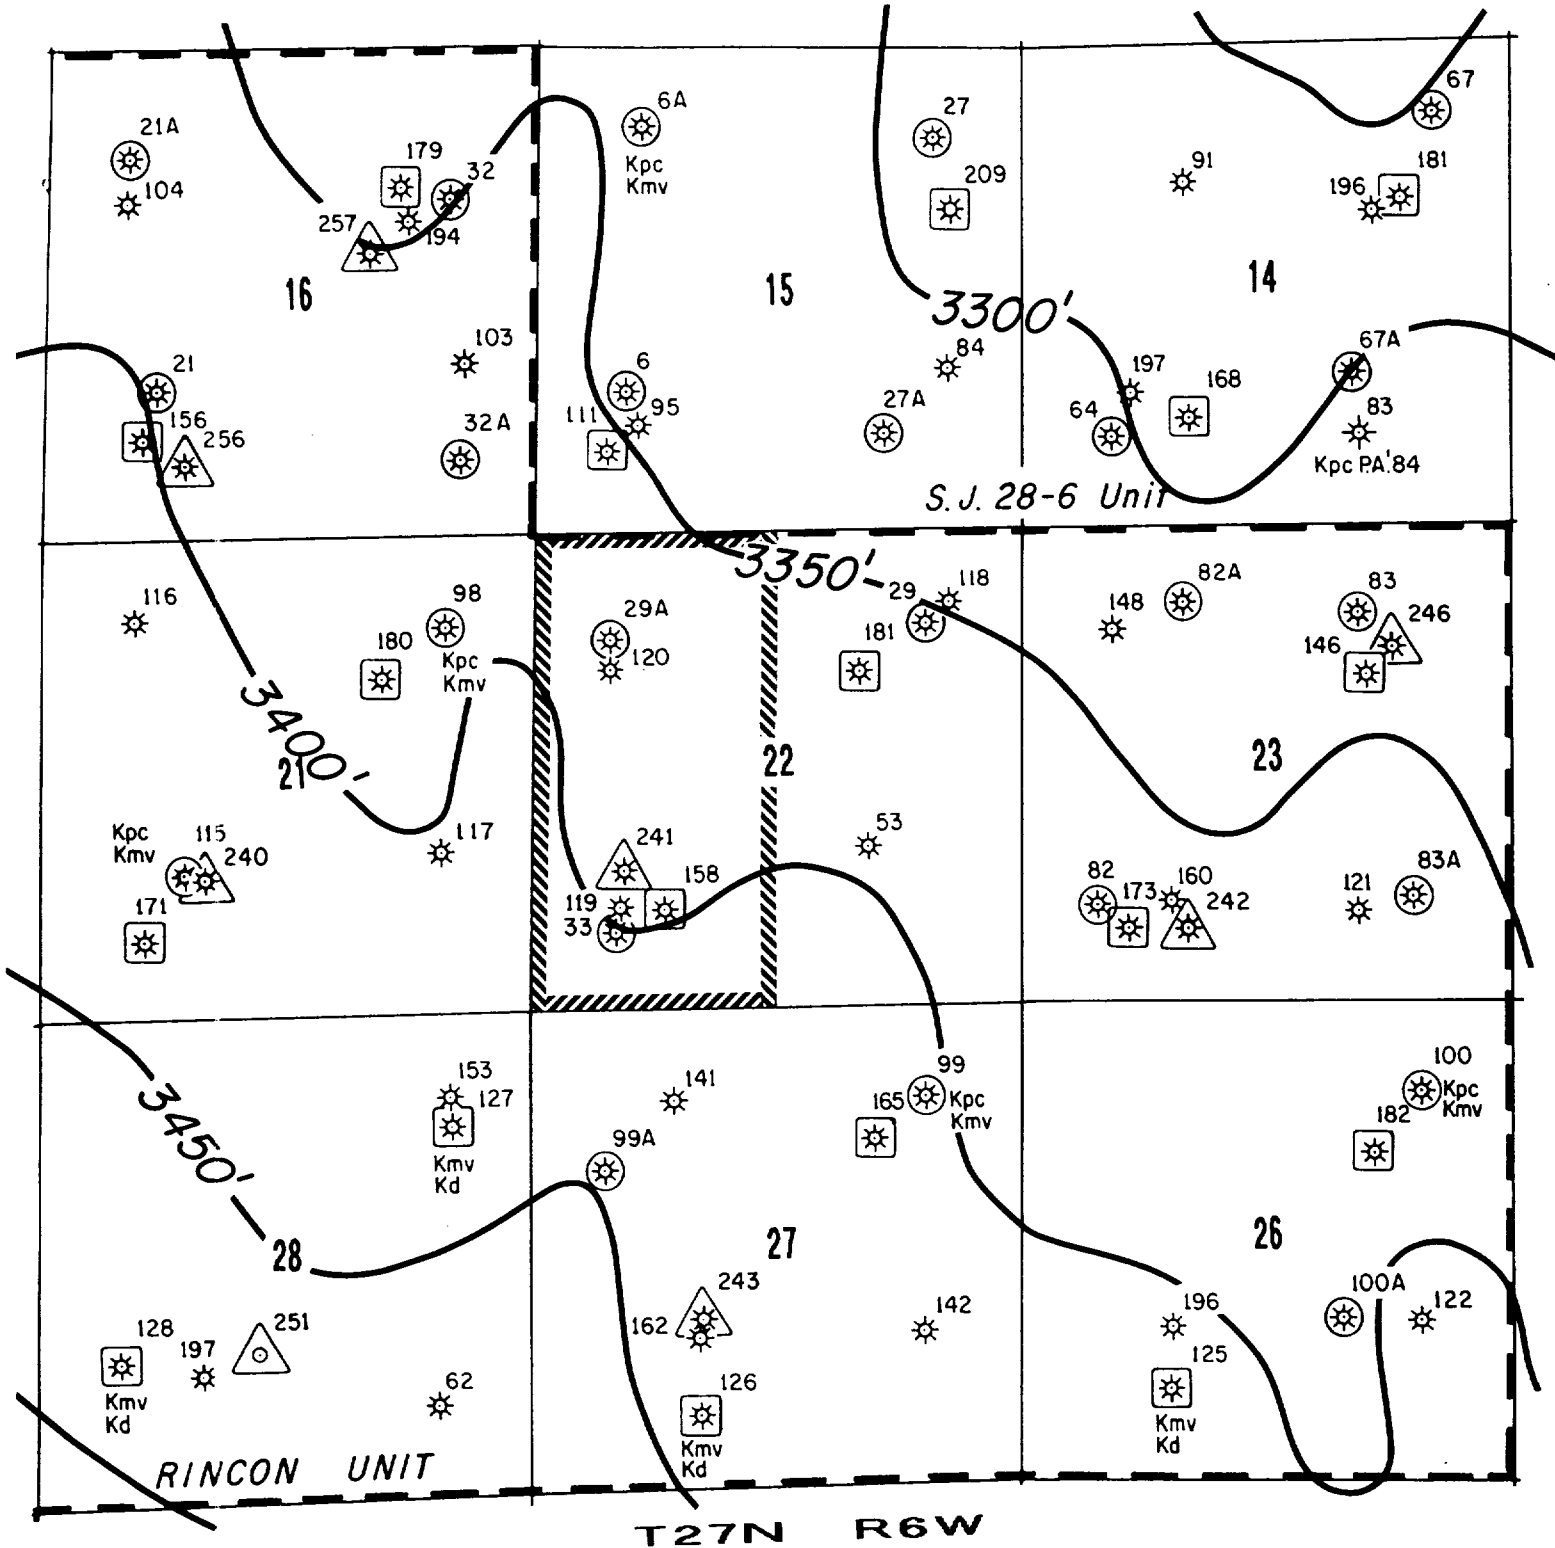 6A
27
67
21A
179
32
Kpc
Kmv
209
91
181
104
196
257
194
16
15
14
3300'
103
84
67A
21
6
197
168
156
256
32A
111
95
27A
64
83
Kpc P.A.'84
S.J. 28-6 Unit
3350'
116
98
29A
29
118
148
82A
83
246
180
Kpc
Kmv
120
181
146
3400'
21
22
23
Kpc
Kmv
115
240
117
241
53
171
119
158
33
82
173
160
242
121
83A
3450'
153
127
Kmv
Kd
141
99A
165
99
Kpc
Kmv
100
Kpc
Kmv
182
28
27
26
128
197
251
243
162
142
196
100A
122
Kmv
Kd
62
126
Kmv
Kd
125
Kmv
Kd
RINCON UNIT
T27N R6W